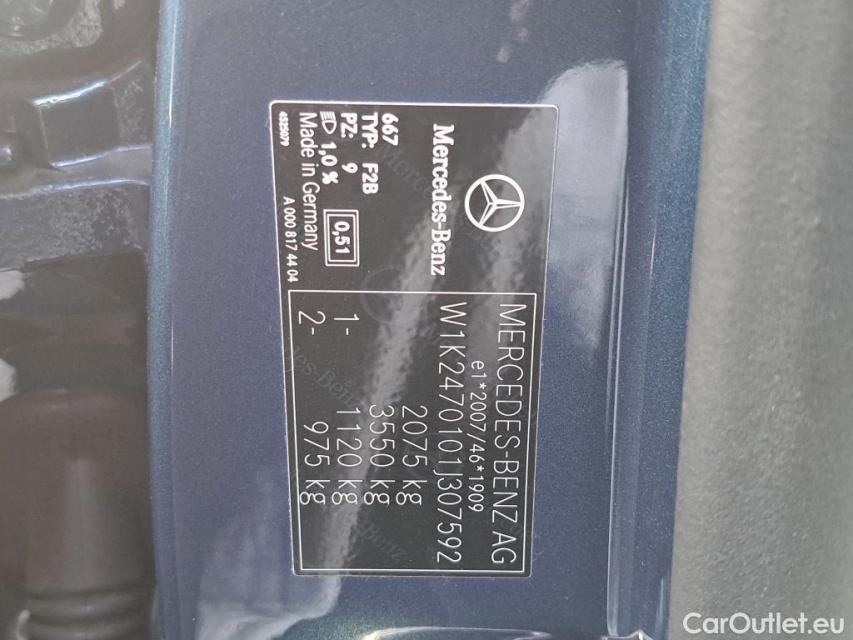 Mercedes-Benz
667
TYP: F2B
PZ: 9
1,0 %
0,51
Made in Germany
4525079
A 000 817 44 04
MERCEDES-BENZ AG
e1*2007/46*1909
W1K2470101J307592
2075 kg
3550 kg
1- 1120 kg
2- 975 kg
CarOutlet.eu